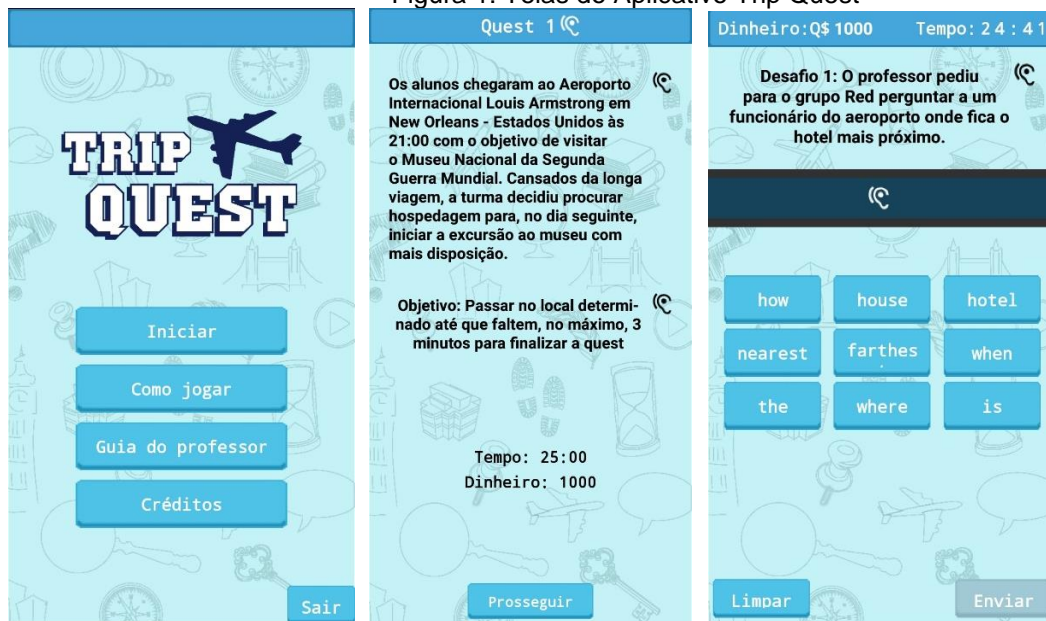 Figura 1: Telas do Aplicativo Trip Quest
TRIP
QUEST
Iniciar
Como jogar
Guia do professor
Créditos
Sair
Quest 1
Os alunos chegaram ao Aeroporto
Internacional Louis Armstrong em
New Orleans - Estados Unidos às
21:00 com o objetivo de visitar
o Museu Nacional da Segunda
Guerra Mundial. Cansados da longa
viagem, a turma decidiu procurar
hospedagem para, no dia seguinte,
iniciar a excursão ao museu com
mais disposição.
Objetivo: Passar no local determi-
nado até que faltem, no máximo, 3
minutos para finalizar a quest
Tempo: 25:00
Dinheiro: 1000
Prosseguir
Dinheiro:Q$ 1000 Tempo: 24:41
Desafio 1: O professor pediu
para o grupo Red perguntar a um
funcionário do aeroporto onde fica o
hotel mais próximo.
how house hotel
nearest farthes when
the where is
Limpar Enviar